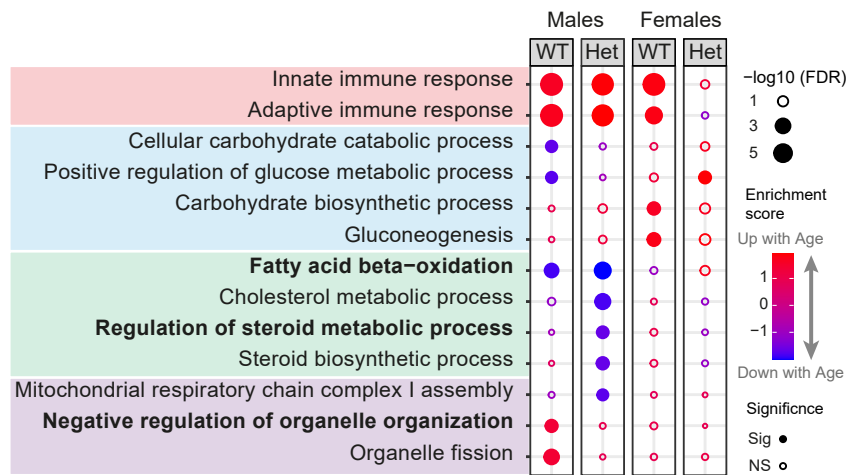 Males Females
WT Het WT Het
Innate immune response
Adaptive immune response
Cellular carbohydrate catabolic process
Positive regulation of glucose metabolic process
Carbohydrate biosynthetic process
Gluconeogenesis
Fatty acid beta−oxidation
Cholesterol metabolic process
Regulation of steroid metabolic process
Steroid biosynthetic process
Mitochondrial respiratory chain complex I assembly
Negative regulation of organelle organization
Organelle fission
−log10 (FDR)
1
3
5
Enrichment
score
Up with Age
1
0
−1
Down with Age
Significnce
Sig
NS